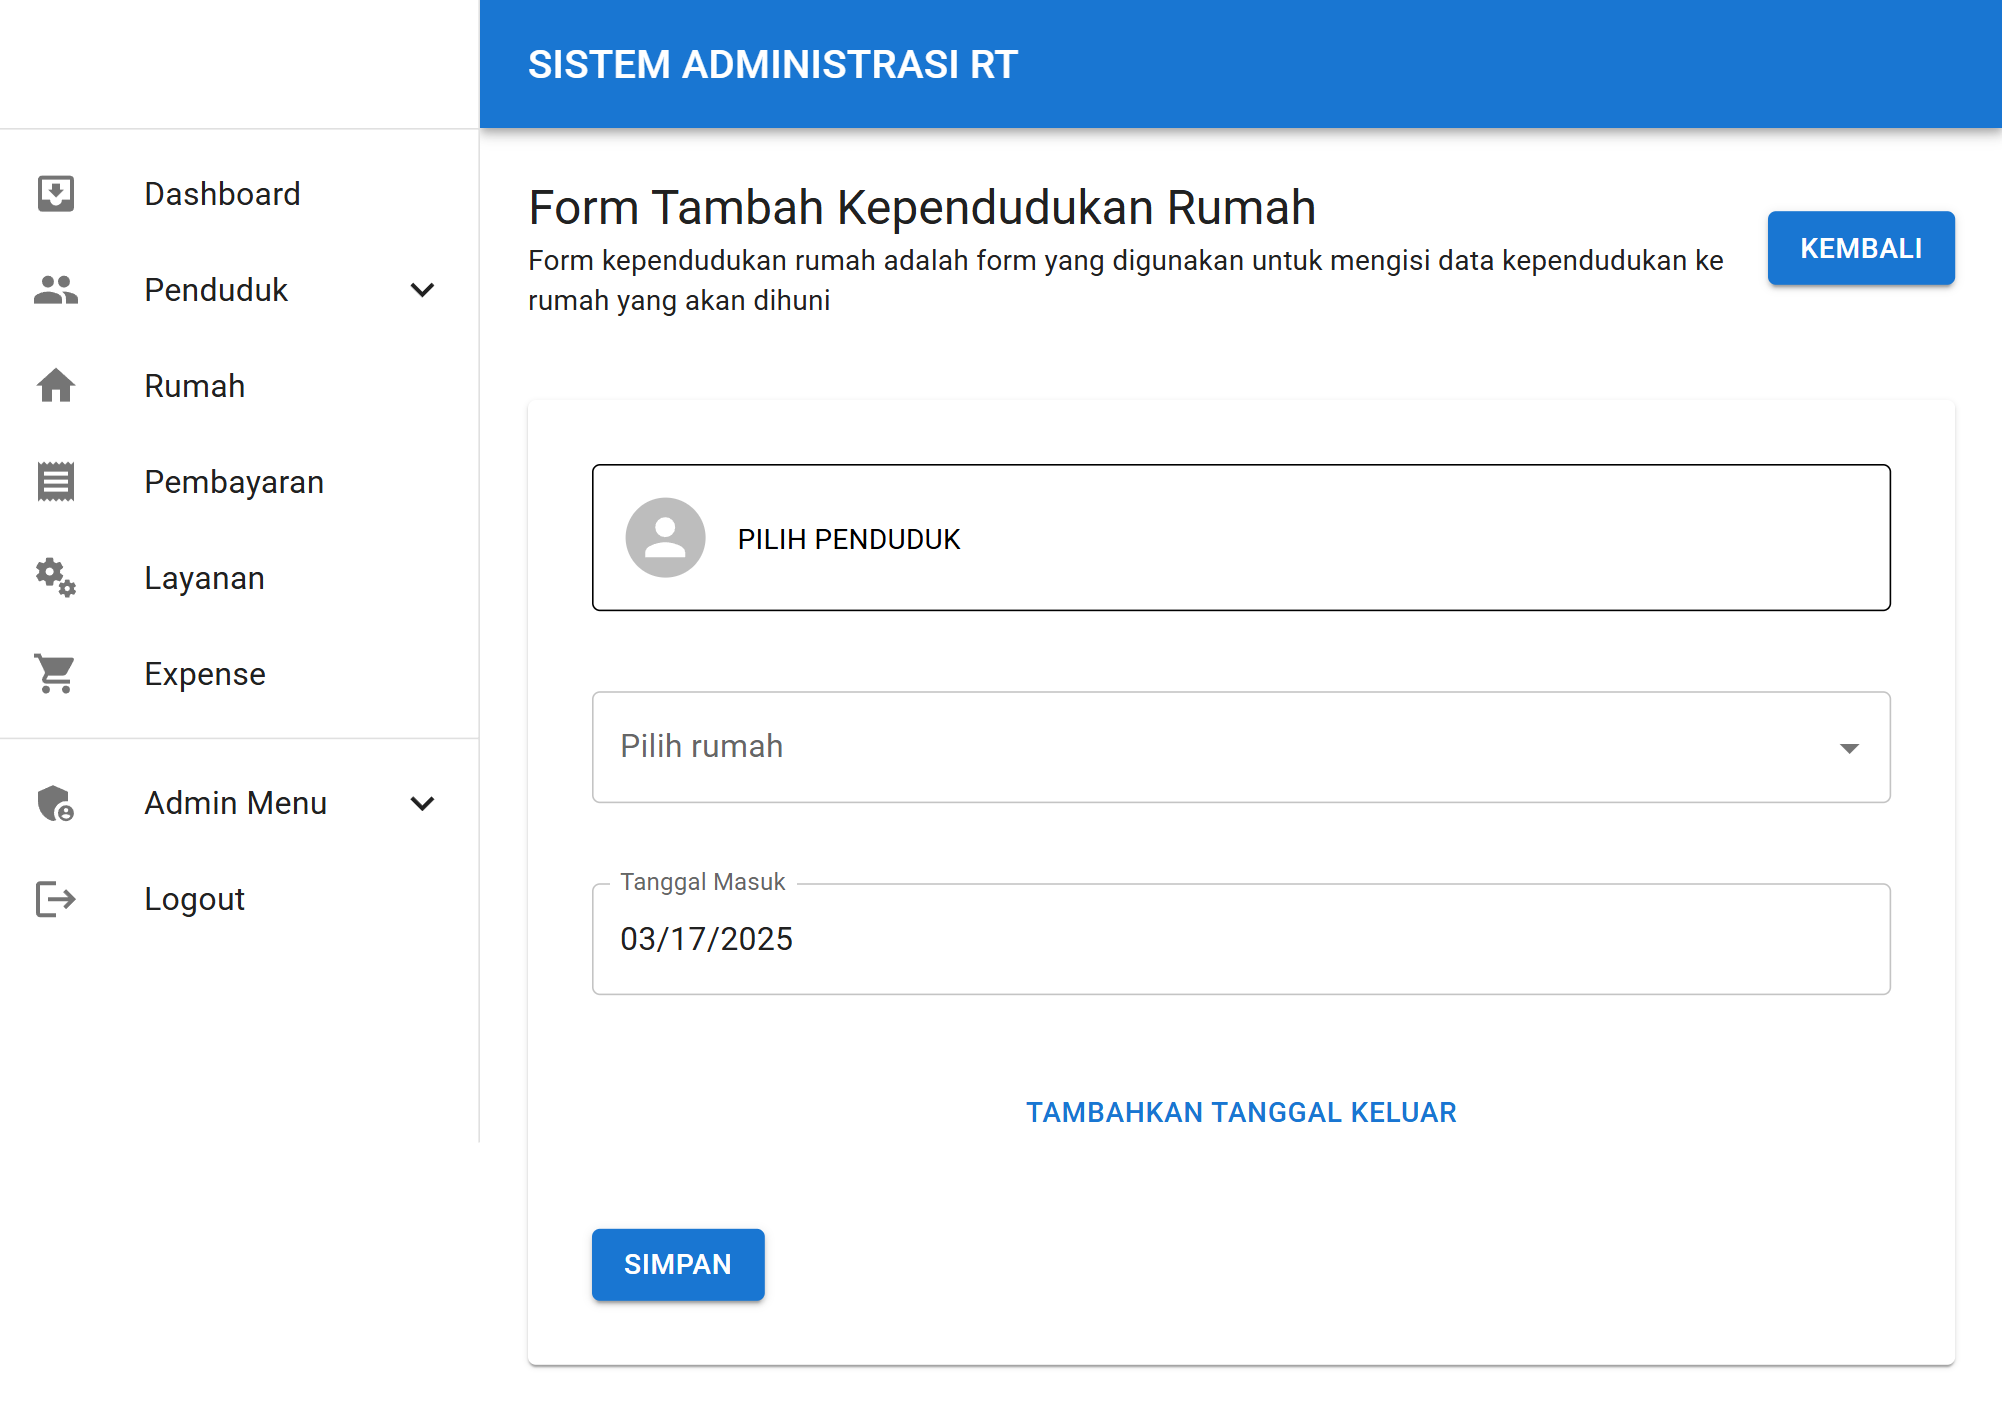 SISTEM ADMINISTRASI RT
Dashboard
Penduduk
Rumah
Pembayaran
Layanan
Expense
Admin Menu
Logout
Form Tambah Kependudukan Rumah
Form kependudukan rumah adalah form yang digunakan untuk mengisi data kependudukan ke
rumah yang akan dihuni
KEMBALI
PILIH PENDUDUK
Pilih rumah
Tanggal Masuk
03/17/2025
TAMBAHKAN TANGGAL KELUAR
SIMPAN